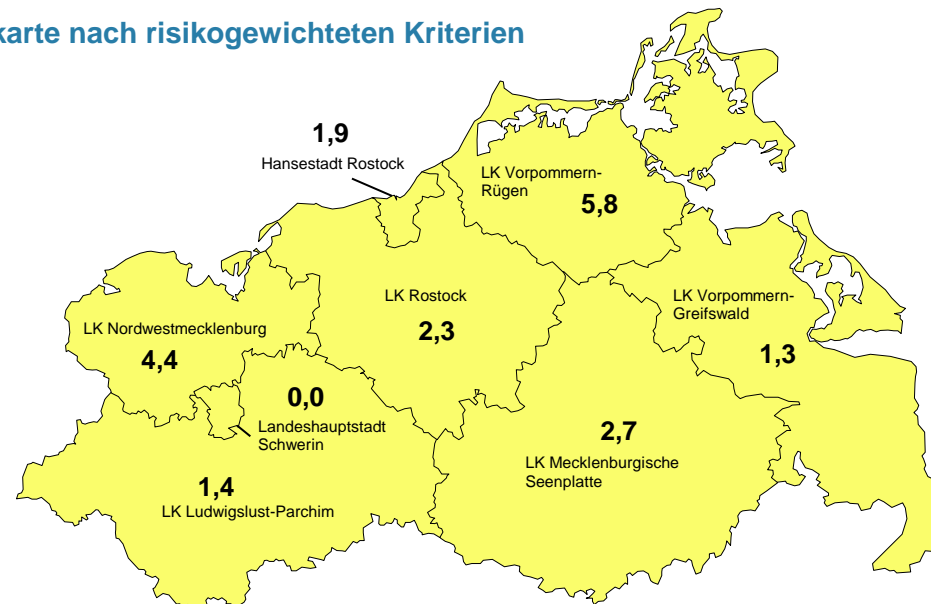 karte nach risikogewichteten Kriterien
1,9
Hansestadt Rostock
LK Vorpommern-
Rügen
5,8
LK Rostock
2,3
LK Vorpommern-
Greifswald
1,3
LK Nordwestmecklenburg
4,4
0,0
Landeshauptstadt
Schwerin
2,7
LK Mecklenburgische
Seenplatte
1,4
LK Ludwigslust-Parchim